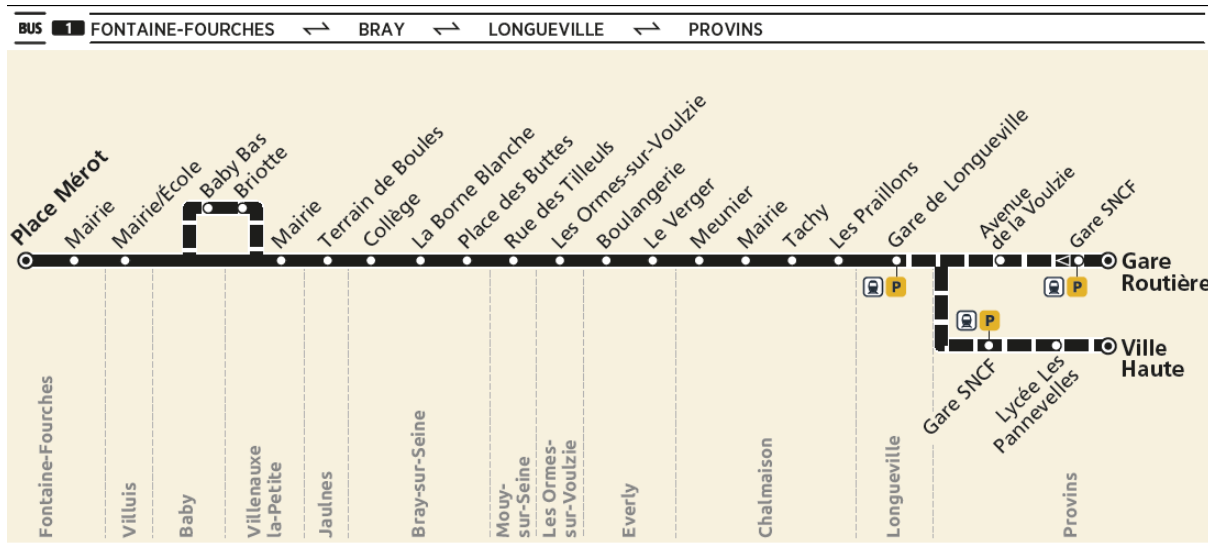 BUS 1 FONTAINE-FOURCHES ⇌ BRAY ⇌ LONGUEVILLE ⇌ PROVINS
Place Mérot
Mairie
Mairie/École
Baby Bas
Briotte
Mairie
Terrain de Boules
Collège
La Borne Blanche
Place des Buttes
Rue des Tilleuls
Les Ormes-sur-Voulzie
Boulangerie
Le Verger
Meunier
Mairie
Tachy
Les Praillons
Gare de Longueville
P
Avenue
de la Voulzie
Gare SNCF
P
Gare
Routière
P
Gare SNCF
Lycée Les
Pannevelles
Ville
Haute
Fontaine-Fourches
Villuis
Baby
Villenauxe
la-Petite
Jaulnes
Bray-sur-Seine
Mouy-
sur-Seine
Les Ormes-
sur-Voulzie
Everly
Chalmaison
Longueville
Provins